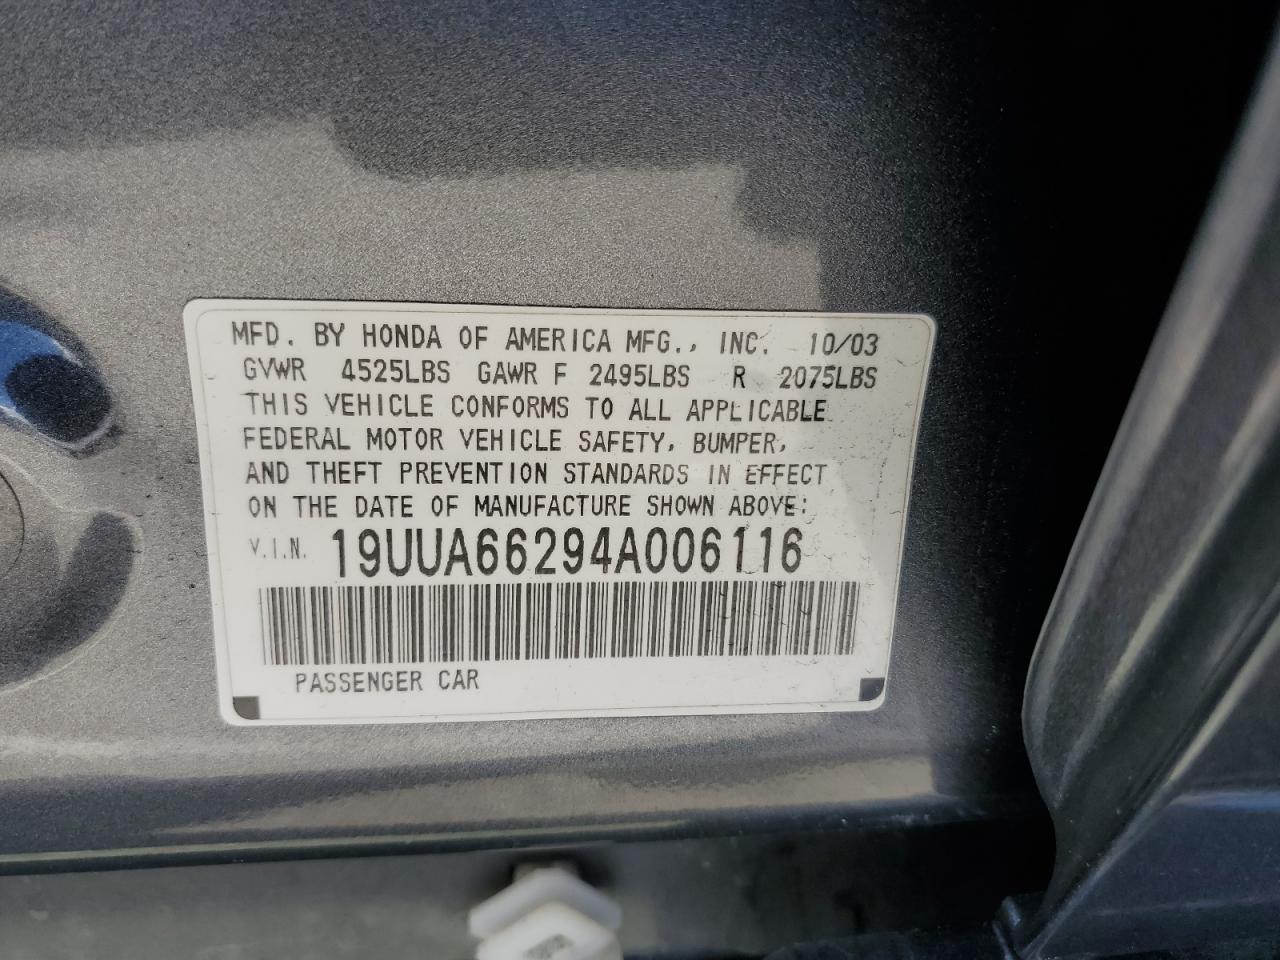 MFD. BY HONDA OF AMERICA MFG., INC. 10/03
GVWR 4525LBS GAWR F 2495LBS R 2075LBS
THIS VEHICLE CONFORMS TO ALL APPLICABLE
FEDERAL MOTOR VEHICLE SAFETY, BUMPER,
AND THEFT PREVENTION STANDARDS IN EFFECT
ON THE DATE OF MANUFACTURE SHOWN ABOVE:
V.I.N. 19UUA66294A006116
PASSENGER CAR